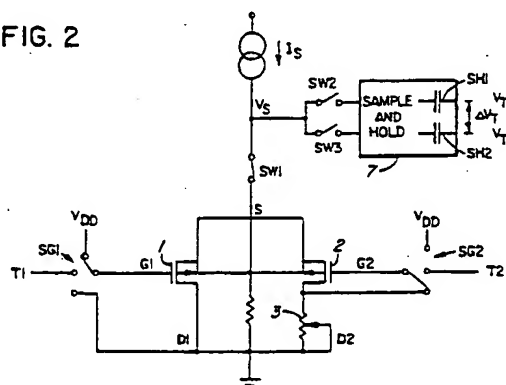 FIG. 2
I_S
V_S
SW2
SW3
SAMPLE
AND
HOLD
SH1
SH2
V_T
ΔV_T
V_T
7
SW1
S
V_DD
SG1
T1
G1
1
2
G2
V_DD
SG2
T2
3
D1
D2